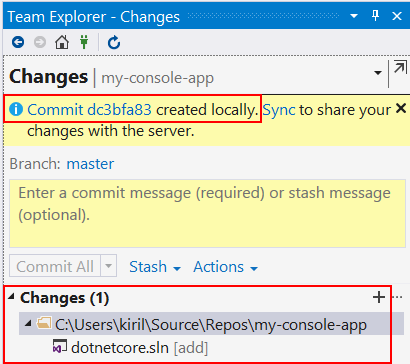 Team Explorer - Changes
Changes | my-console-app
Commit dc3bfa83 created locally. Sync to share your
changes with the server.
Branch: master
Enter a commit message (required) or stash message
(optional).
Commit All Stash Actions
Changes (1)
C:\Users\kiril\Source\Repos\my-console-app
dotnetcore.sln [add]